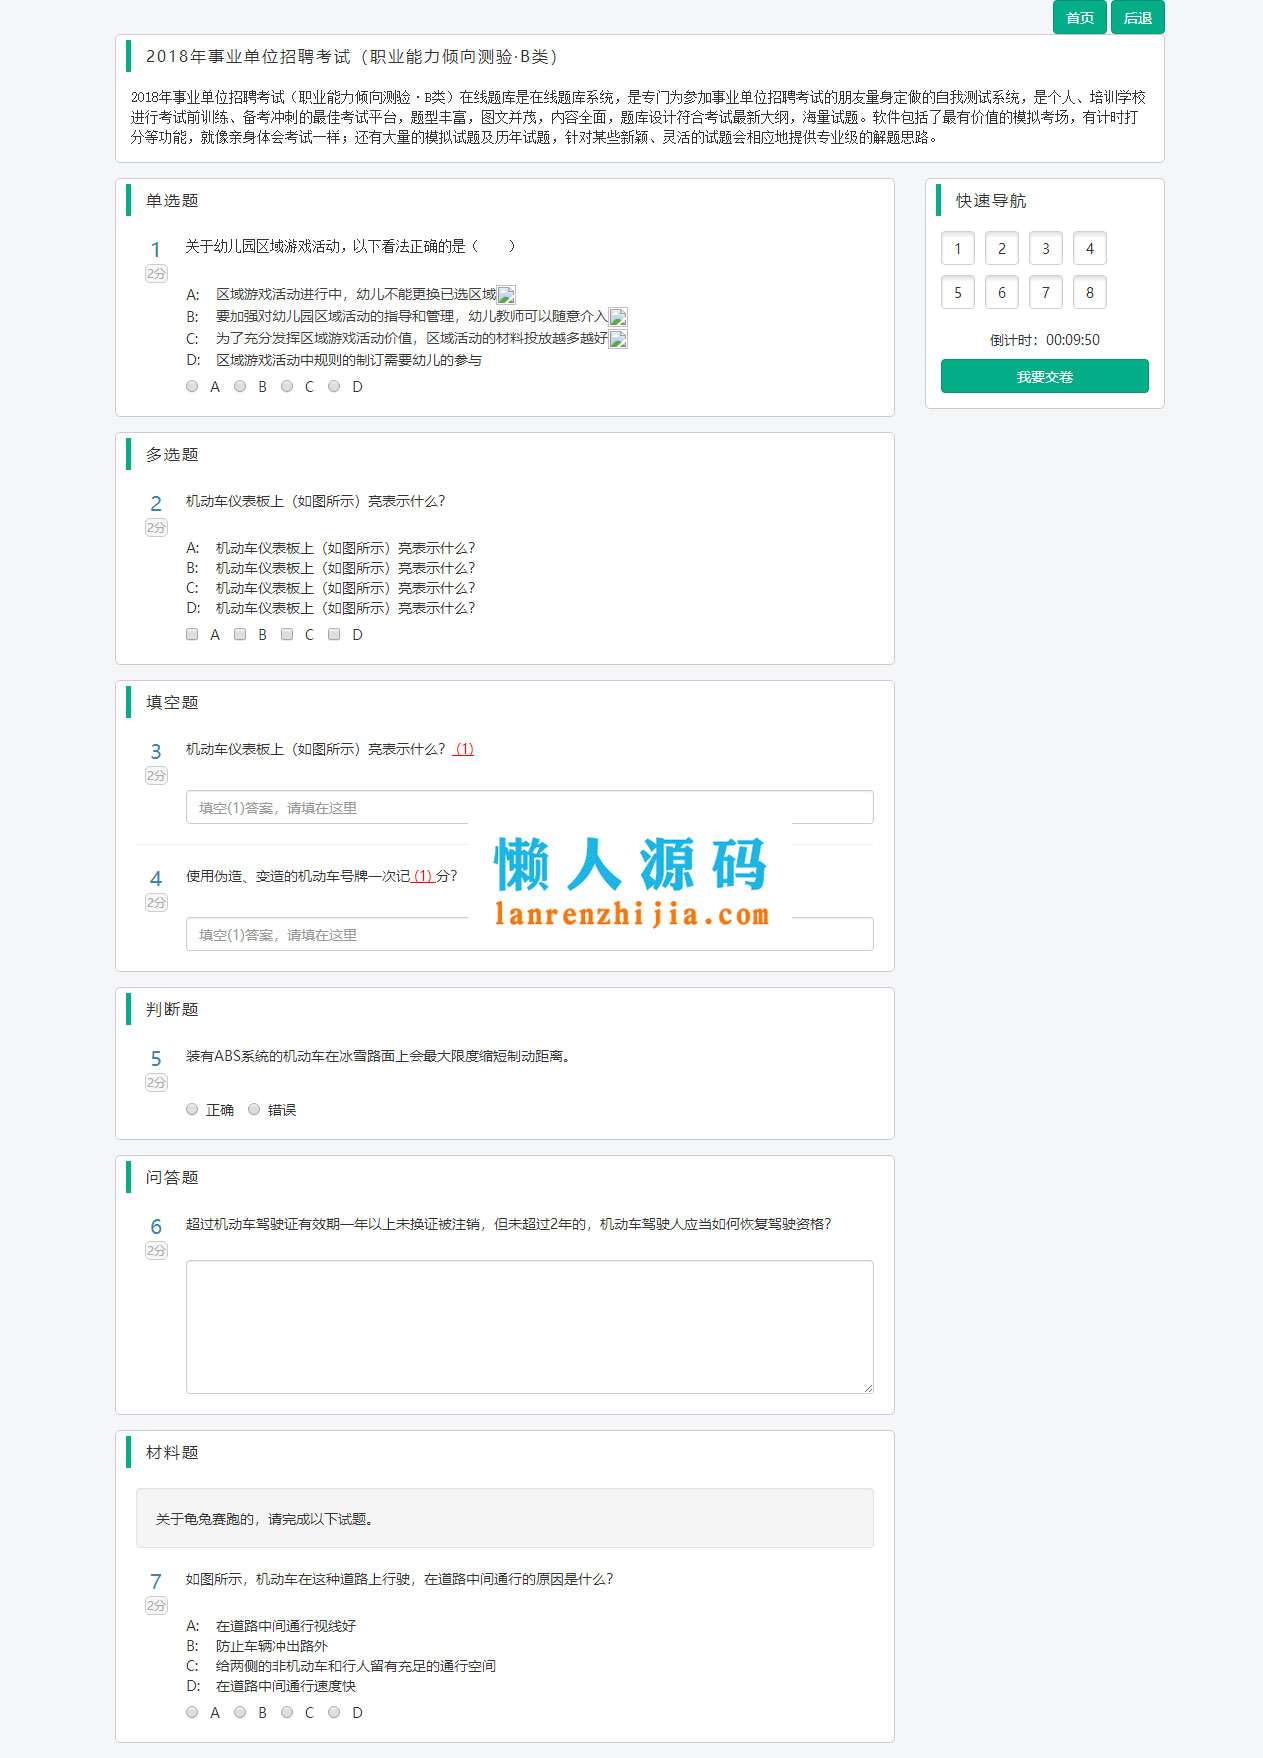 首页 后退
2018年事业单位招聘考试（职业能力倾向测验·B类）
2018年事业单位招聘考试（职业能力倾向测验·B类）在线题库是在线题库系统，是专门为参加事业单位招聘考试的朋友量身定做的自我测试系统，是个人、培训学校
进行考试前训练、备考冲刺的最佳考试平台，题型丰富，图文并茂，内容全面，题库设计符合考试最新大纲，海量试题。软件包括了最有价值的模拟考场，有计时打
分等功能，就像亲身体会考试一样；还有大量的模拟试题及历年试题，针对某些新颖、灵活的试题会相应地提供专业级的解题思路。
单选题
1 关于幼儿园区域游戏活动，以下看法正确的是（　　）
2分
A: 区域游戏活动进行中，幼儿不能更换已选区域
B: 要加强对幼儿园区域活动的指导和管理，幼儿教师可以随意介入
C: 为了充分发挥区域游戏活动价值，区域活动的材料投放越多越好
D: 区域游戏活动中规则的制订需要幼儿的参与
A B C D
快速导航
1 2 3 4
5 6 7 8
倒计时：00:09:50
我要交卷
多选题
2 机动车仪表板上（如图所示）亮表示什么？
2分
A: 机动车仪表板上（如图所示）亮表示什么？
B: 机动车仪表板上（如图所示）亮表示什么？
C: 机动车仪表板上（如图所示）亮表示什么？
D: 机动车仪表板上（如图所示）亮表示什么？
A B C D
填空题
3 机动车仪表板上（如图所示）亮表示什么？ (1)
2分
填空(1)答案，请填在这里
4 使用伪造、变造的机动车号牌一次记 (1) 分？
2分
填空(1)答案，请填在这里
懒人源码
lanrenzhijia.com
判断题
5 装有ABS系统的机动车在冰雪路面上会最大限度缩短制动距离。
2分
正确 错误
问答题
6 超过机动车驾驶证有效期一年以上未换证被注销，但未超过2年的，机动车驾驶人应当如何恢复驾驶资格？
2分
材料题
关于龟兔赛跑的，请完成以下试题。
7 如图所示，机动车在这种道路上行驶，在道路中间通行的原因是什么？
2分
A: 在道路中间通行视线好
B: 防止车辆冲出路外
C: 给两侧的非机动车和行人留有充足的通行空间
D: 在道路中间通行速度快
A B C D